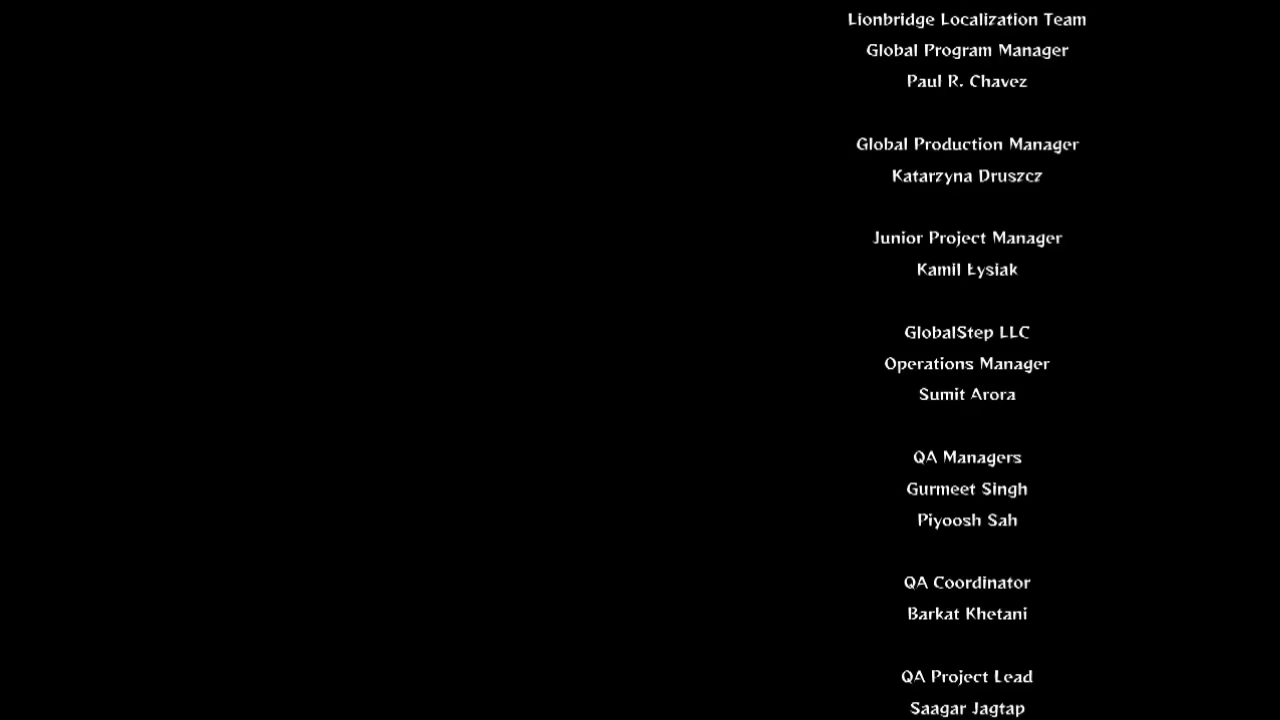 Lionbridge Localization Team
Global Program Manager
Paul R. Chavez
Global Production Manager
Katarzyna Druszcz
Junior Project Manager
Kamil Łysiak
GlobalStep LLC
Operations Manager
Sumit Arora
QA Managers
Gurmeet Singh
Piyoosh Sah
QA Coordinator
Barkat Khetani
QA Project Lead
Saagar Jagtap